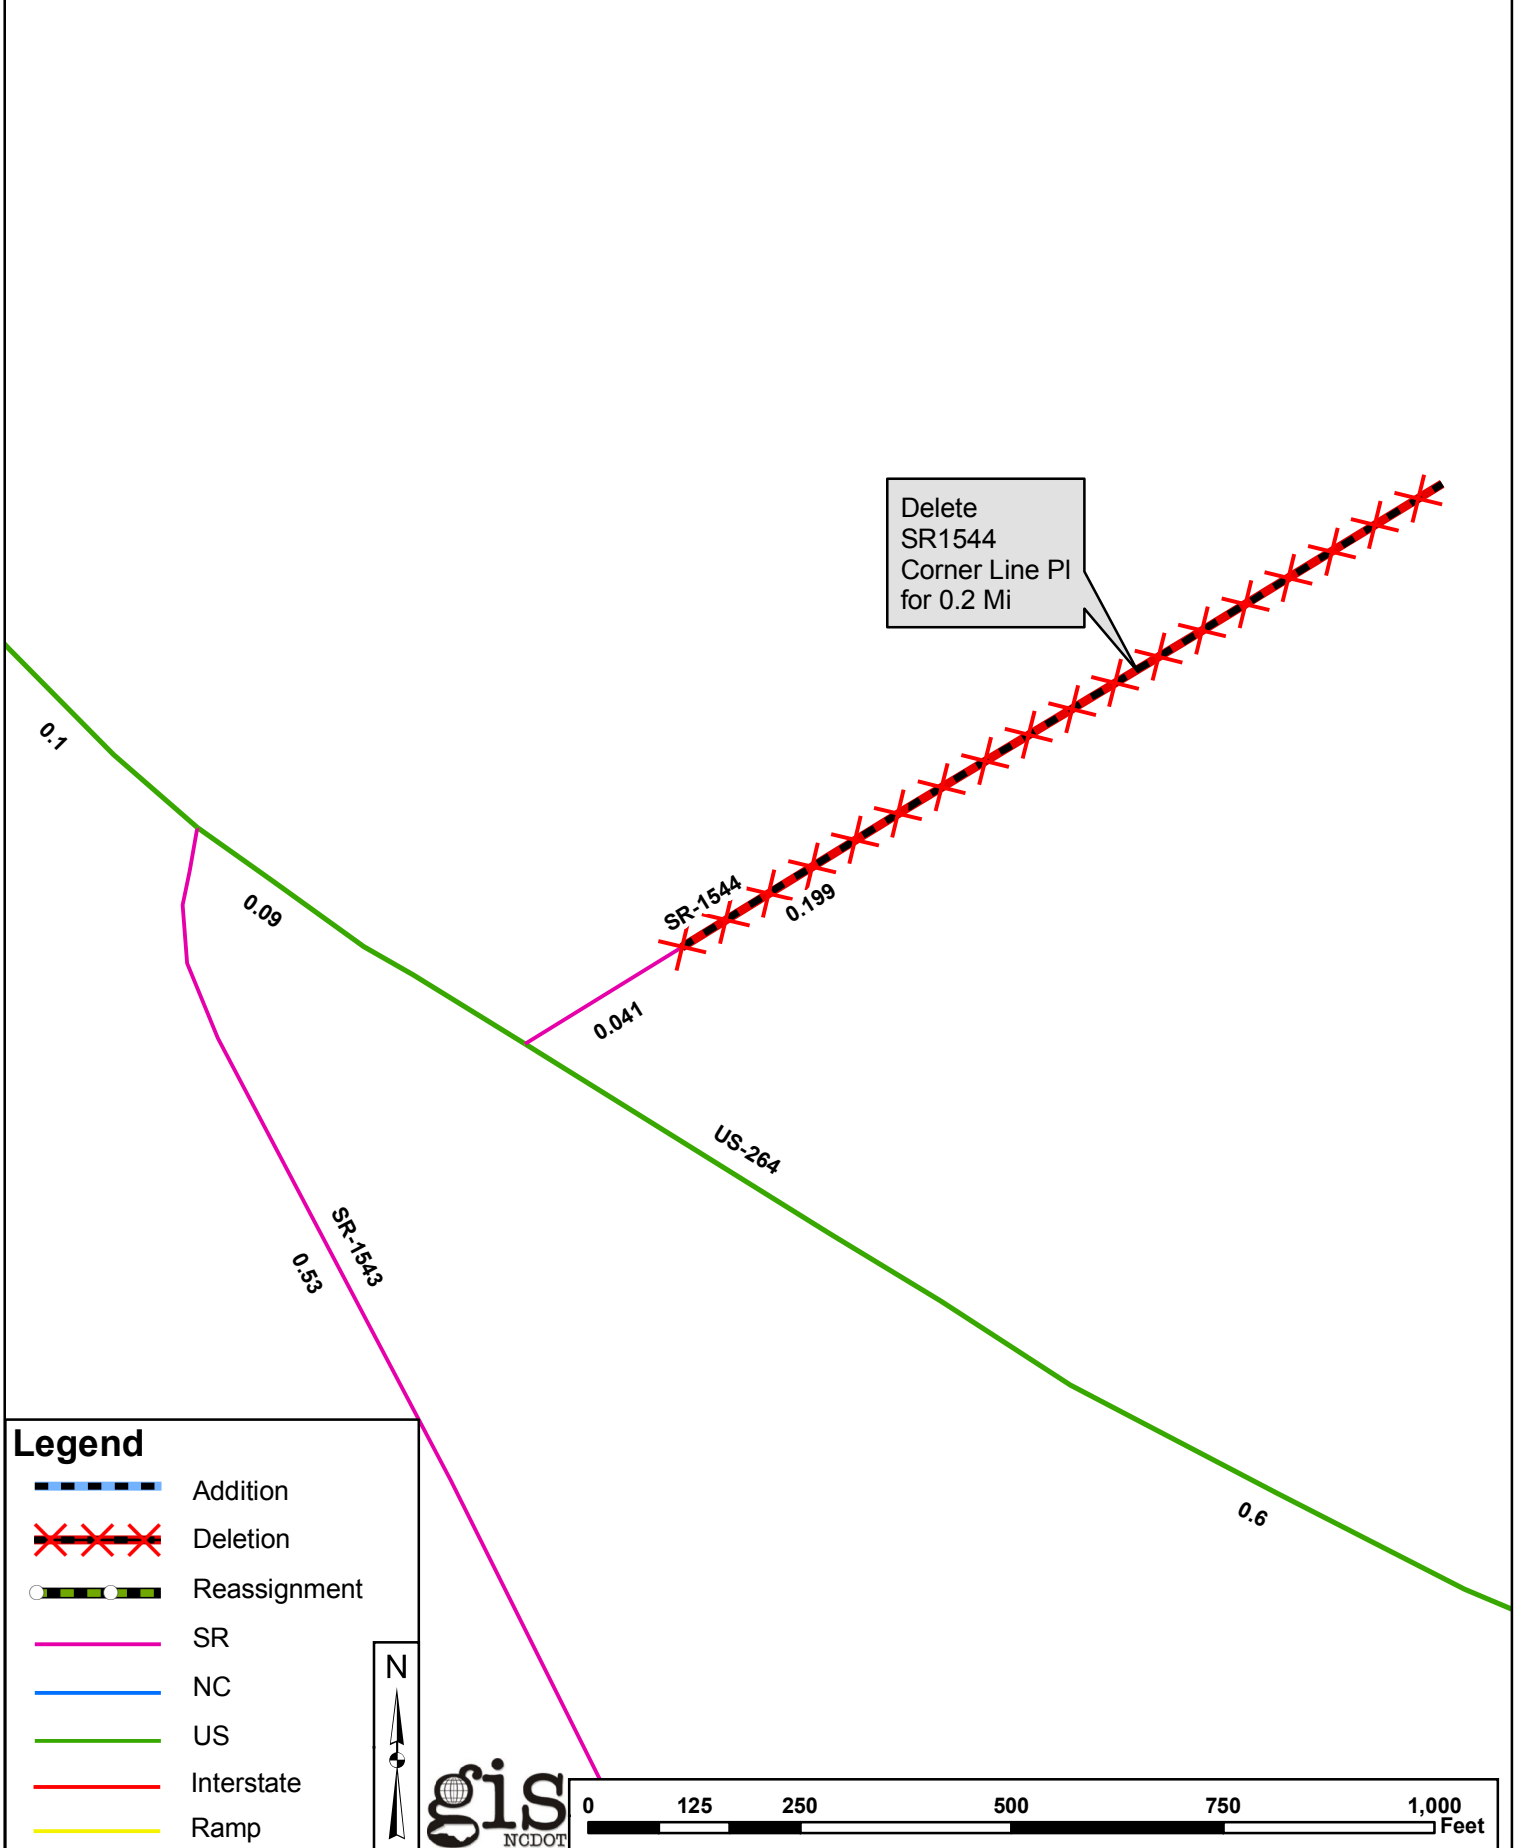 Delete
SR1544
Corner Line Pl
for 0.2 Mi
0.1
0.09
SR-1544
0.199
0.041
US-264
SR-1543
0.53
0.6
Legend
Addition
Deletion
Reassignment
SR
NC
US
Interstate
Ramp
N
gis
NCDOT
0 125 250 500 750 1,000
Feet